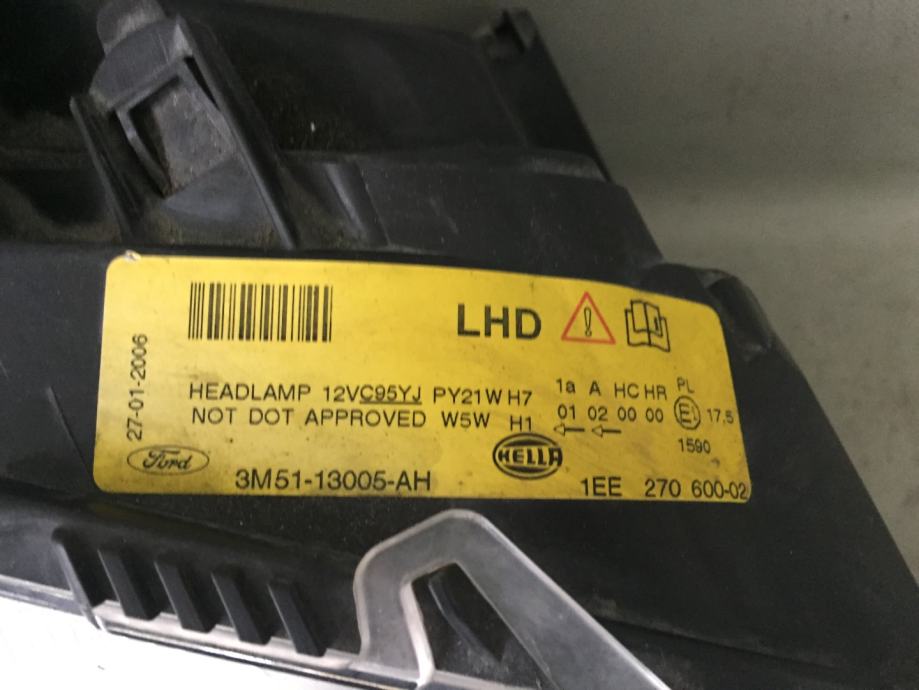 LHD
27-01-2006
HEADLAMP 12VC95YJ PY21W H7 1a A HC HR PL
NOT DOT APPROVED W5W H1 01 02 00 00 E1 17,5
1590
Ford 3M51-13005-AH HELLA 1EE 270 600-02